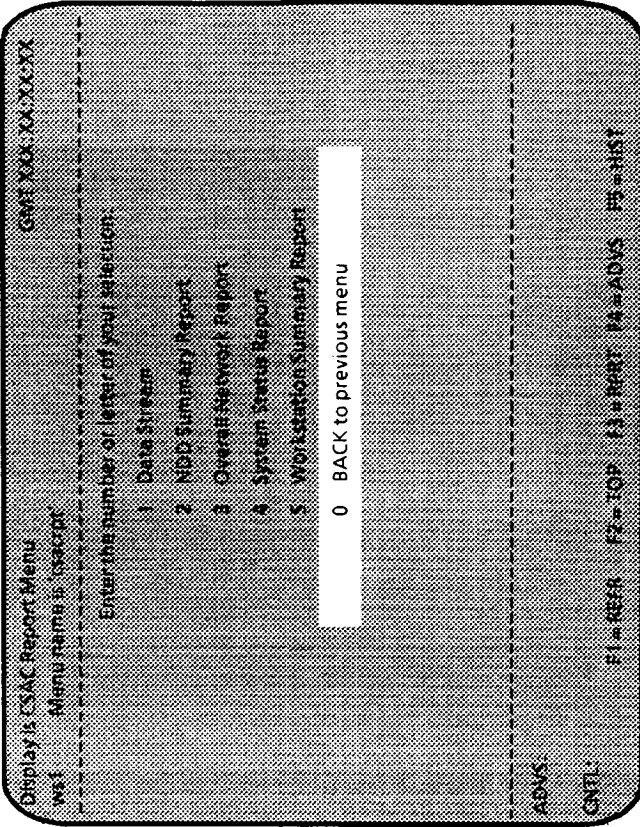 Display is CSAC Report Menu GMT XXX:XX:XX:XX
ws1 Menu name is 'csacrpt'
Enter the number or letter of your selection:
1 Data Stream
2 NDD Summary Report
3 Overall Network Report
4 System Status Report
5 Workstation Summary Report
0 BACK to previous menu
ADVS:
CNTL:
F1 = REFR F2 = TOP F3 = RPRT F4 = ADVS F5 = HIST